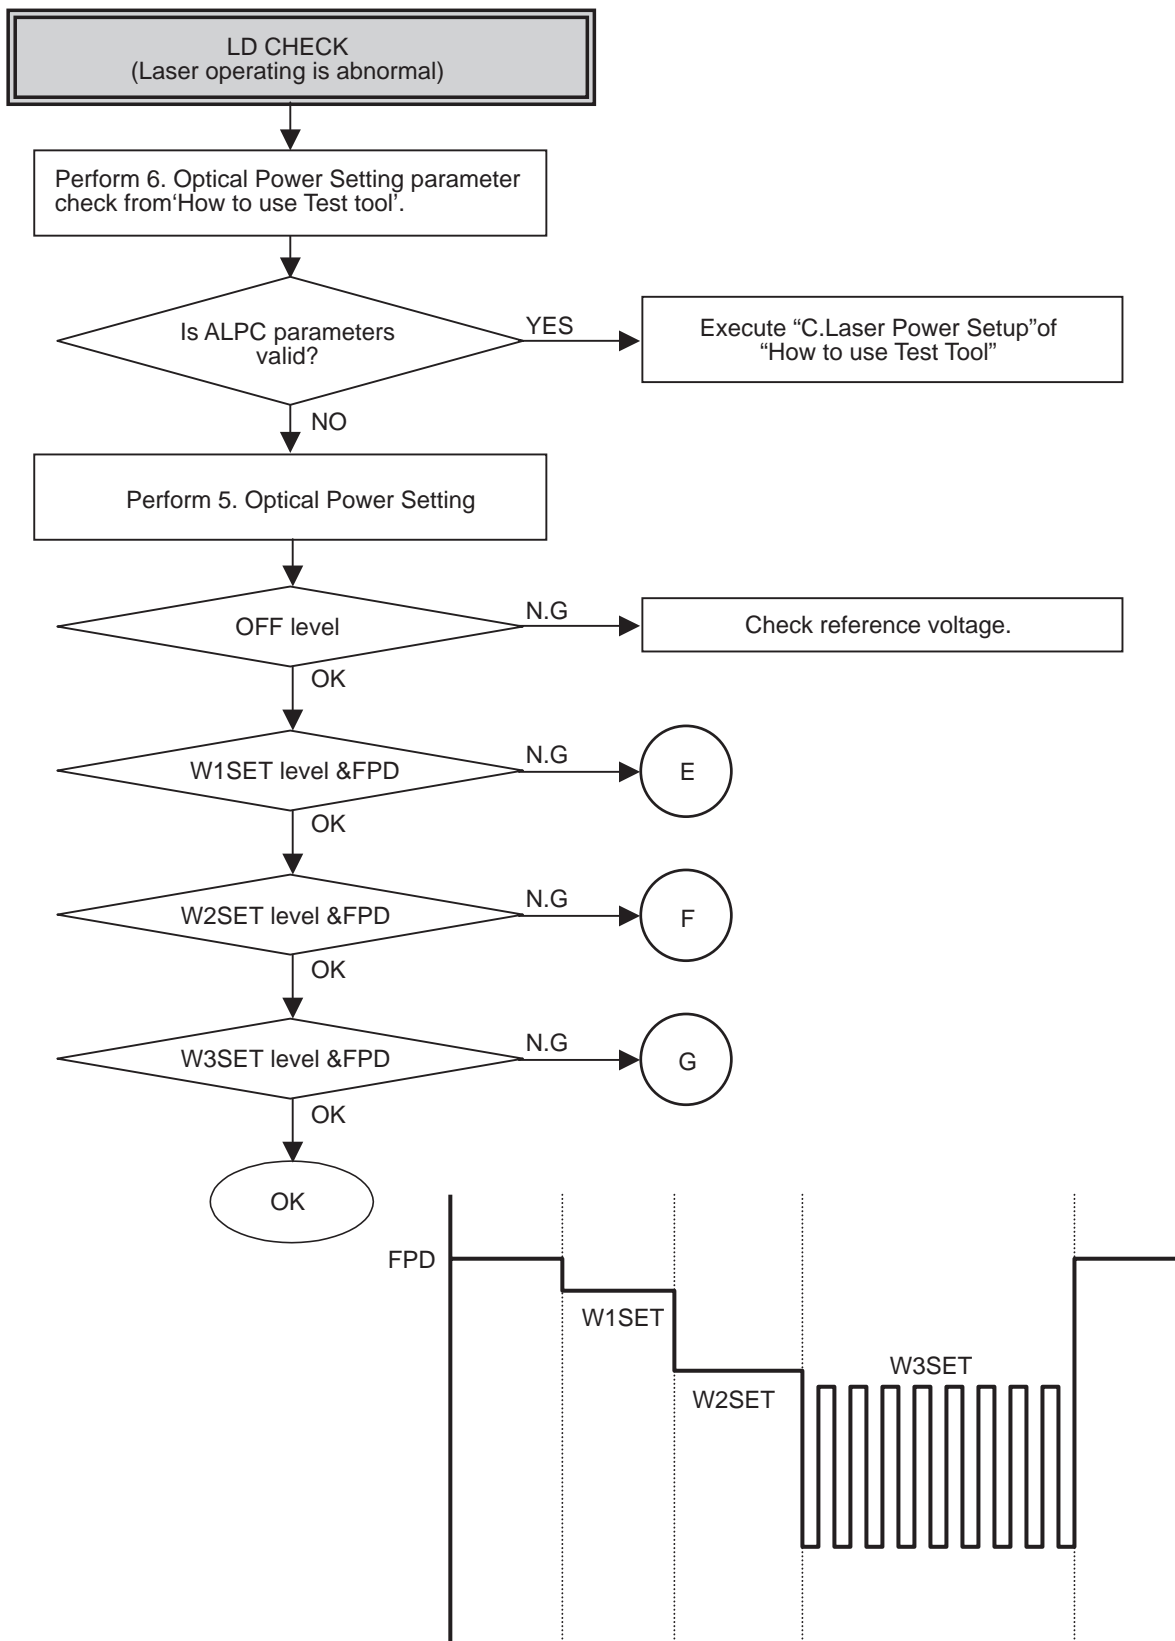 LD CHECK
(Laser operating is abnormal)
Perform 6. Optical Power Setting parameter
check from‘How to use Test tool’.
Is ALPC parameters
valid?
YES
Execute “C.Laser Power Setup”of
“How to use Test Tool”
NO
Perform 5. Optical Power Setting
OFF level
N.G
Check reference voltage.
OK
W1SET level &FPD
N.G
E
OK
W2SET level &FPD
N.G
F
OK
W3SET level &FPD
N.G
G
OK
OK
FPD
W1SET
W2SET
W3SET